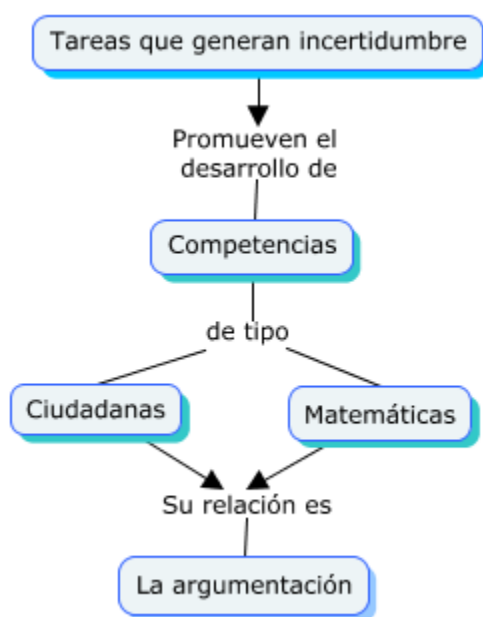 Tareas que generan incertidumbre
Promueven el
desarrollo de
Competencias
de tipo
Ciudadanas
Matemáticas
Su relación es
La argumentación